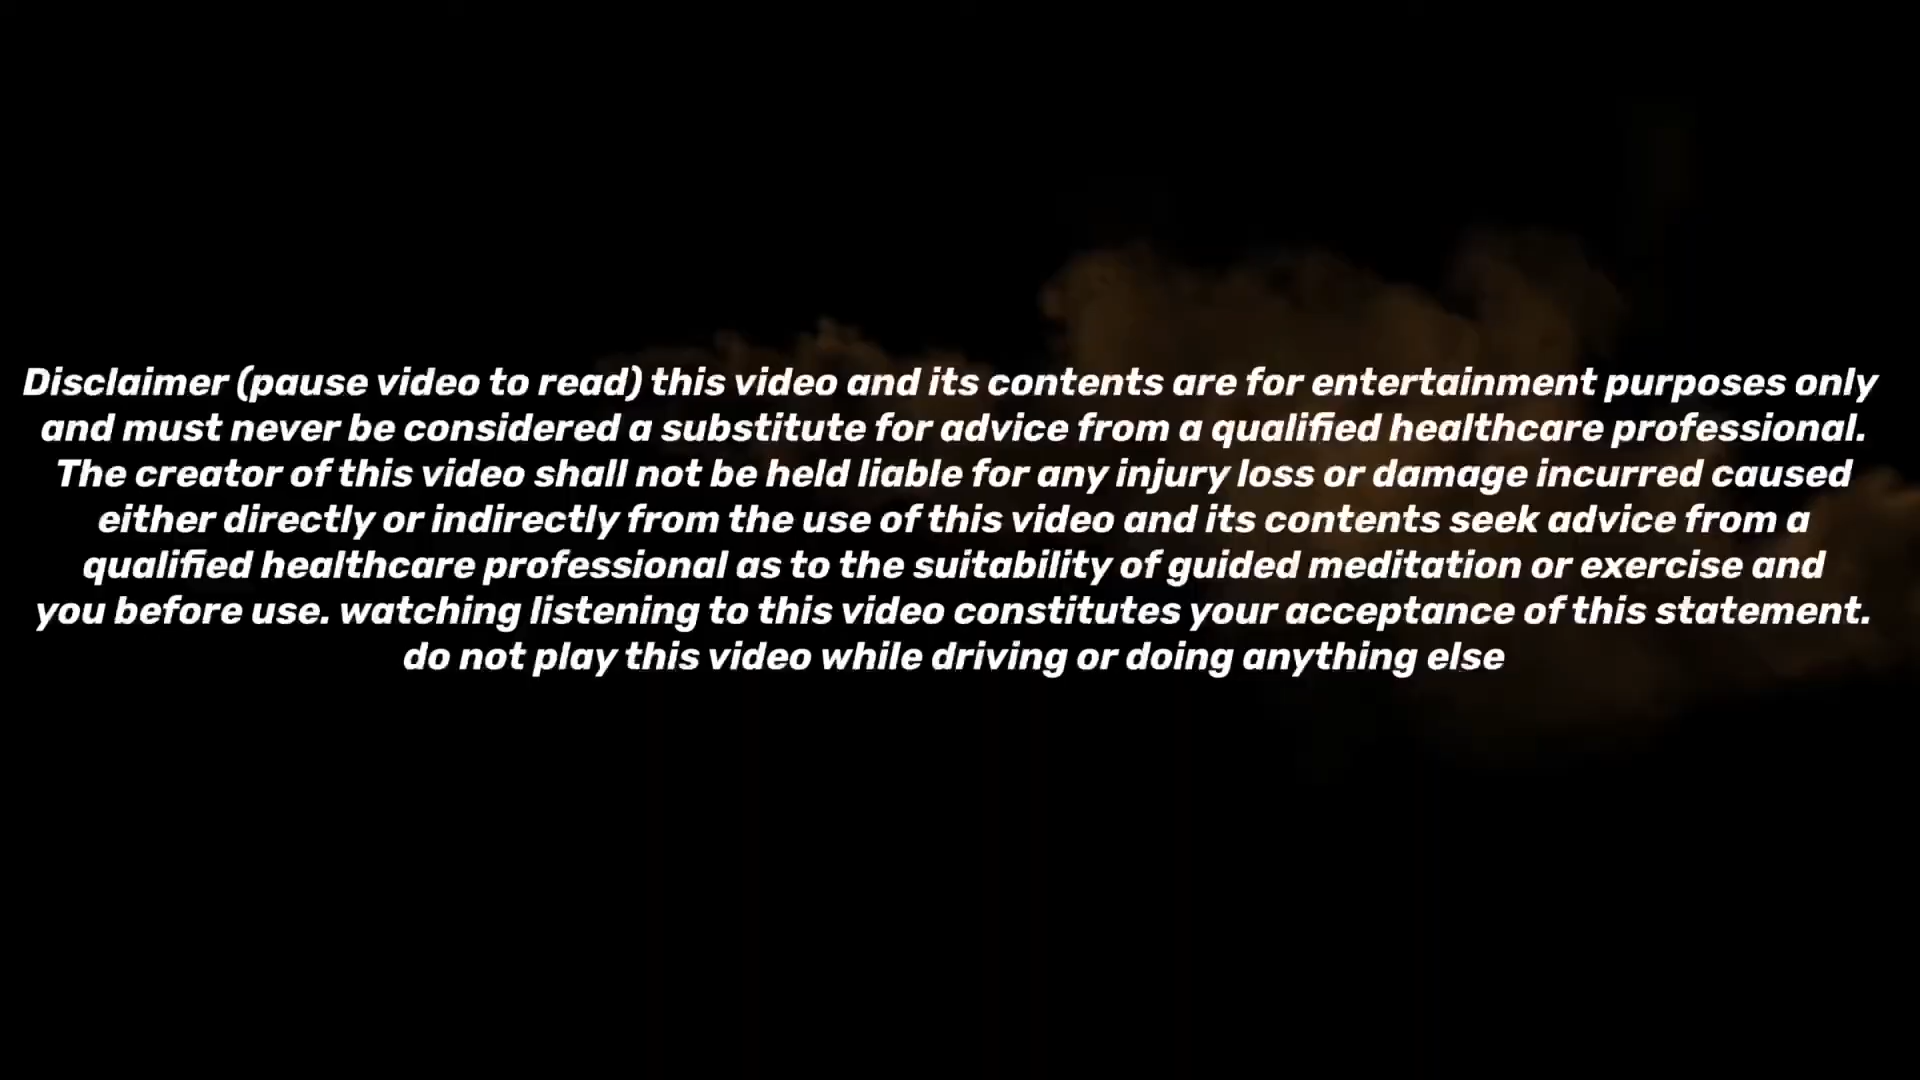 Disclaimer (pause video to read) this video and its contents are for entertainment purposes only
and must never be considered a substitute for advice from a qualified healthcare professional.
The creator of this video shall not be held liable for any injury loss or damage incurred caused
either directly or indirectly from the use of this video and its contents seek advice from a
qualified healthcare professional as to the suitability of guided meditation or exercise and
you before use. watching listening to this video constitutes your acceptance of this statement.
do not play this video while driving or doing anything else